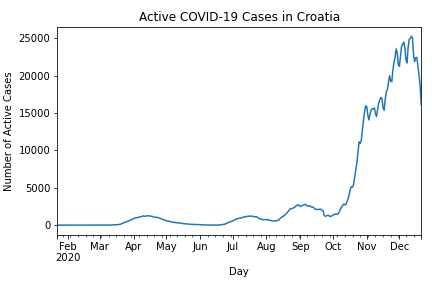 Active COVID-19 Cases in Croatia
Number of Active Cases
25000
20000
15000
10000
5000
0
Feb Mar Apr May Jun Jul Aug Sep Oct Nov Dec
2020
Day